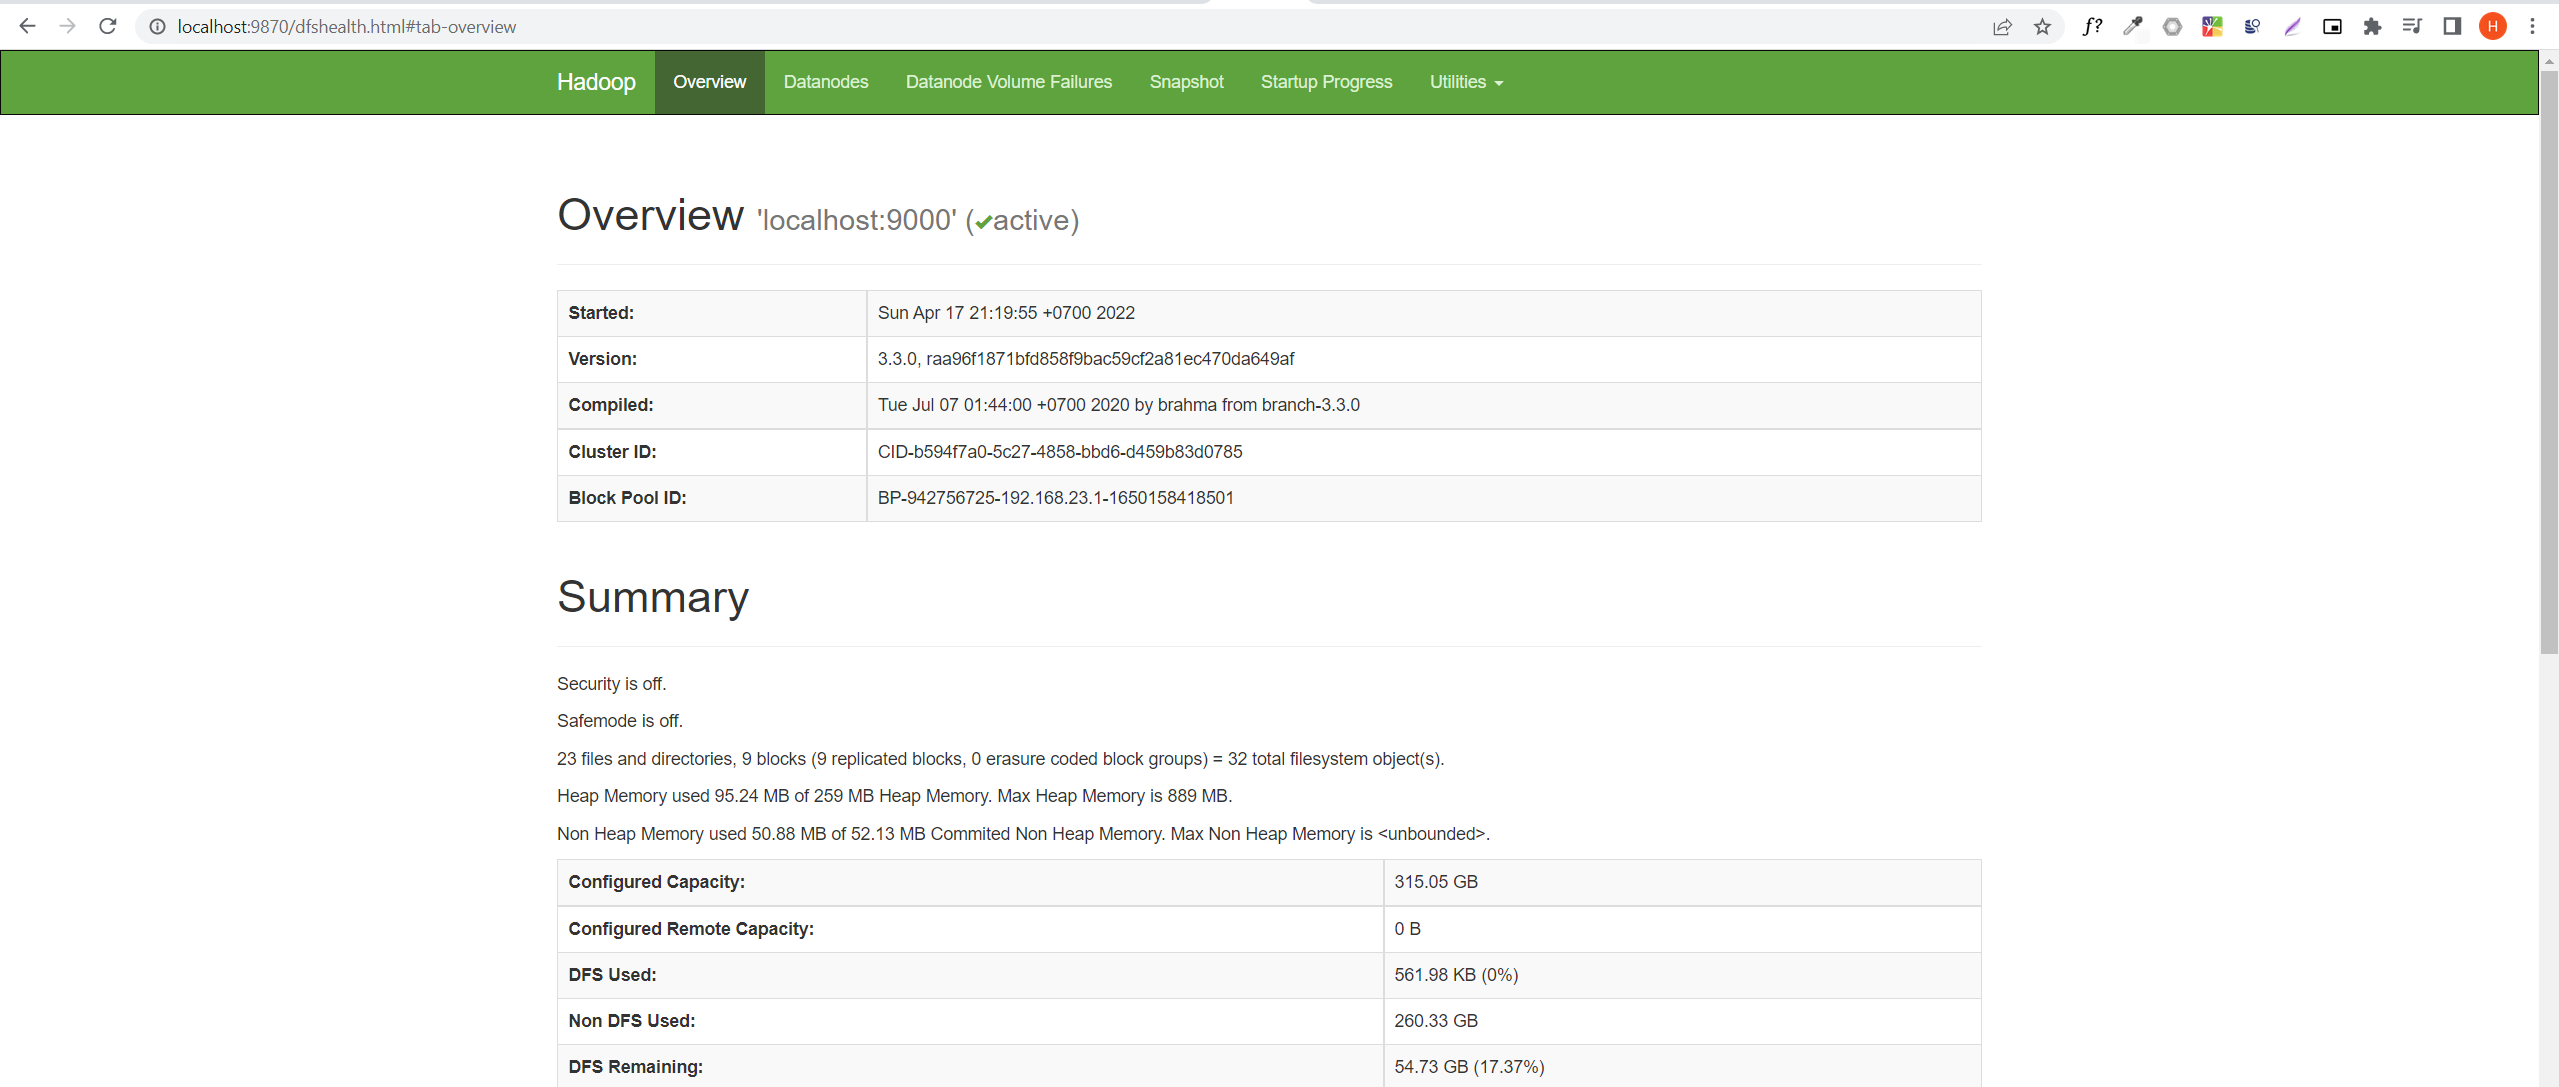 localhost:9870/dfshealth.html#tab-overview
f?
H
Hadoop Overview Datanodes Datanode Volume Failures Snapshot Startup Progress Utilities
Overview 'localhost:9000' (✔active)
Started: Sun Apr 17 21:19:55 +0700 2022
Version: 3.3.0, raa96f1871bfd858f9bac59cf2a81ec470da649af
Compiled: Tue Jul 07 01:44:00 +0700 2020 by brahma from branch-3.3.0
Cluster ID: CID-b594f7a0-5c27-4858-bbd6-d459b83d0785
Block Pool ID: BP-942756725-192.168.23.1-1650158418501
Summary
Security is off.
Safemode is off.
23 files and directories, 9 blocks (9 replicated blocks, 0 erasure coded block groups) = 32 total filesystem object(s).
Heap Memory used 95.24 MB of 259 MB Heap Memory. Max Heap Memory is 889 MB.
Non Heap Memory used 50.88 MB of 52.13 MB Commited Non Heap Memory. Max Non Heap Memory is <unbounded>.
Configured Capacity: 315.05 GB
Configured Remote Capacity: 0 B
DFS Used: 561.98 KB (0%)
Non DFS Used: 260.33 GB
DFS Remaining: 54.73 GB (17.37%)